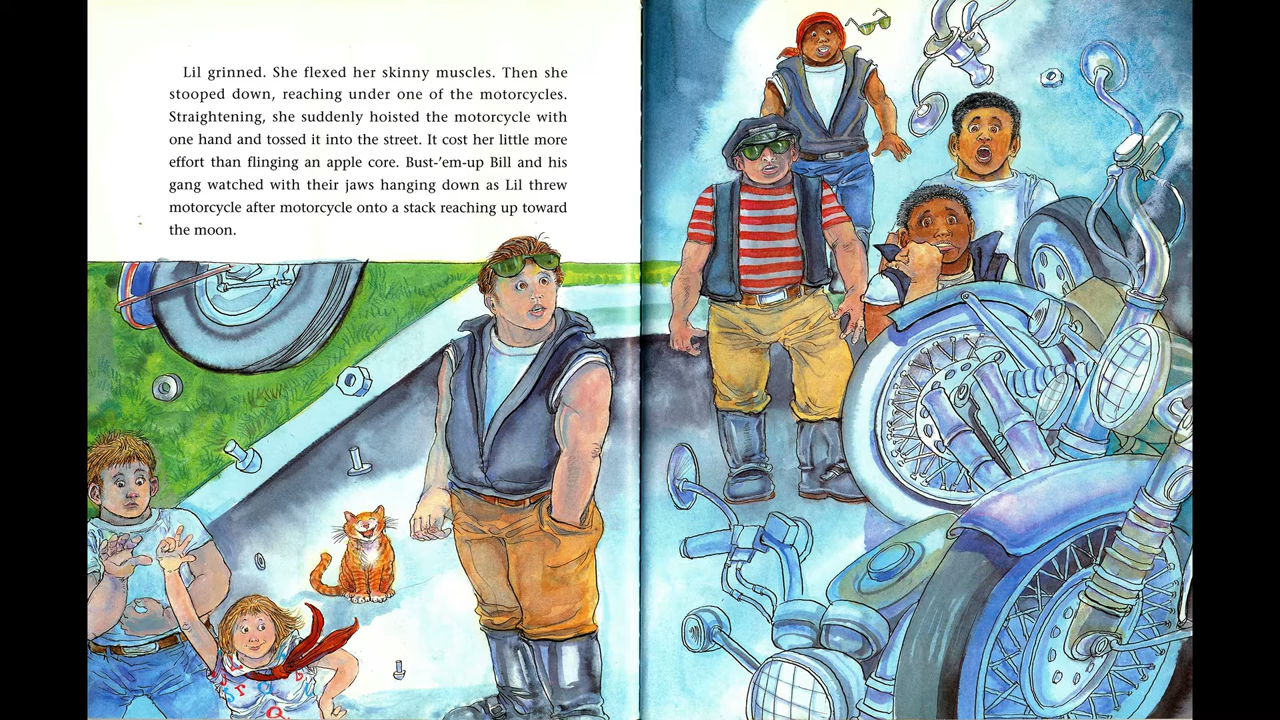 Lil grinned. She flexed her skinny muscles. Then she
stooped down, reaching under one of the motorcycles.
Straightening, she suddenly hoisted the motorcycle with
one hand and tossed it into the street. It cost her little more
effort than flinging an apple core. Bust-’em-up Bill and his
gang watched with their jaws hanging down as Lil threw
motorcycle after motorcycle onto a stack reaching up toward
the moon.